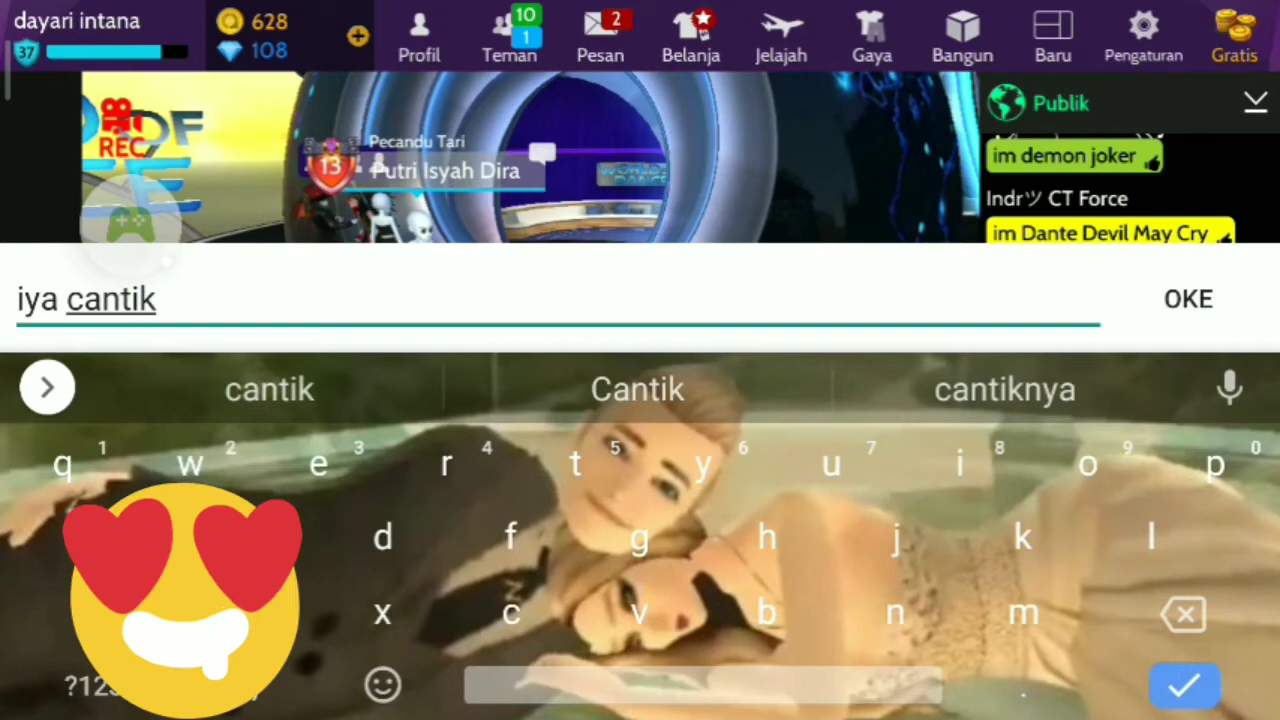 dayari intana
37
628
108
Profil
10
1
Teman
2
Pesan
Belanja
Jelajah
Gaya
Bangun
Baru
Pengaturan
Gratis
REC
13
Pecandu Tari
Putri Isyah Dira
WORLD
DANCE
Publik
im demon joker
Indrツ CT Force
im Dante Devil May Cry
iya cantik
OKE
cantik Cantik cantiknya
q 1 w 2 e 3 r 4 t 5 y 6 u 7 i 8 o 9 p 0
d f g h j k l
x c v b n m
?123 .